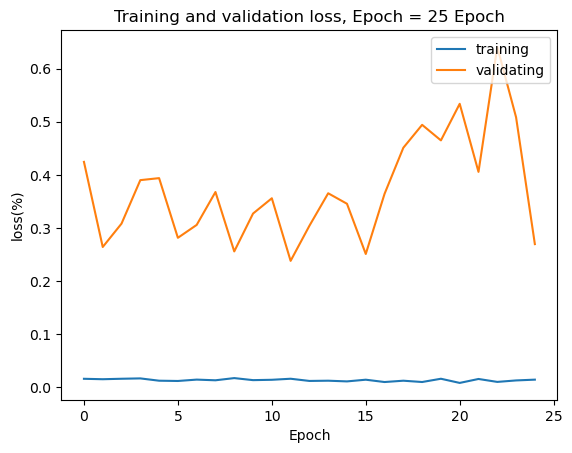 Training and validation loss, Epoch = 25 Epoch
training
validating
loss(%)
0.6
0.5
0.4
0.3
0.2
0.1
0.0
0
5
10
15
20
25
Epoch